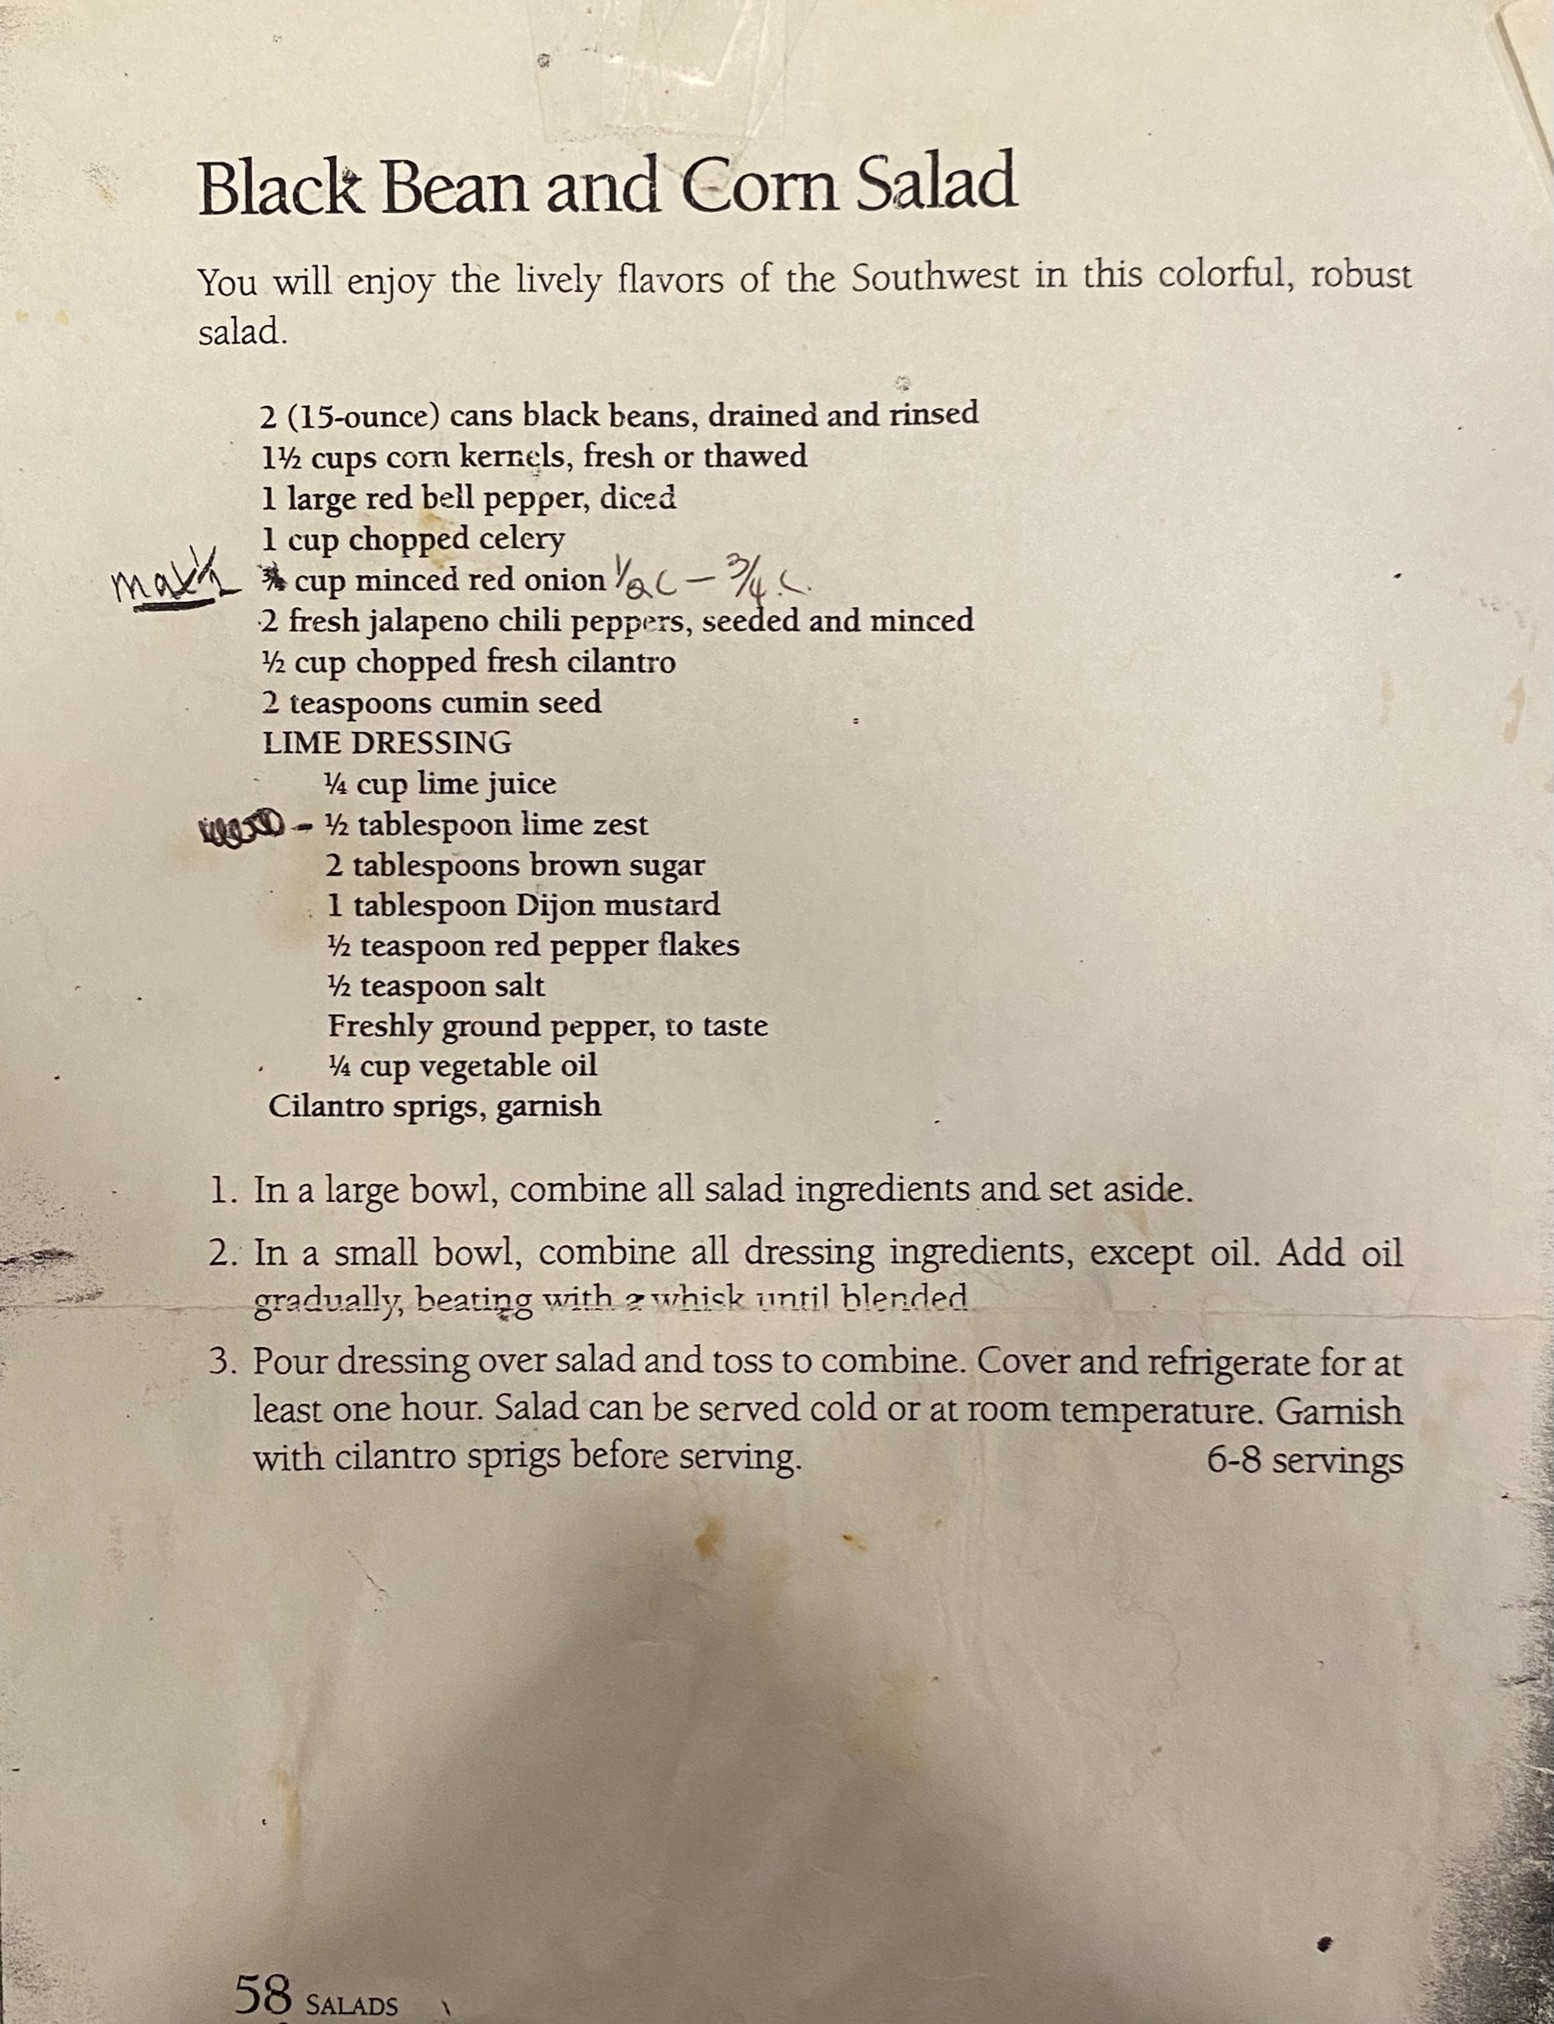 Black Bean and Corn Salad
You will enjoy the lively flavors of the Southwest in this colorful, robust
salad.
2 (15-ounce) cans black beans, drained and rinsed
1½ cups corn kernels, fresh or thawed
1 large red bell pepper, diced
1 cup chopped celery
cup minced red onion ½ c — ¾ c.
2 fresh jalapeno chili peppers, seeded and minced
½ cup chopped fresh cilantro
2 teaspoons cumin seed
LIME DRESSING
¼ cup lime juice
- ½ tablespoon lime zest
2 tablespoons brown sugar
1 tablespoon Dijon mustard
½ teaspoon red pepper flakes
½ teaspoon salt
Freshly ground pepper, to taste
¼ cup vegetable oil
Cilantro sprigs, garnish
1. In a large bowl, combine all salad ingredients and set aside.
2. In a small bowl, combine all dressing ingredients, except oil. Add oil
gradually, beating with a whisk until blended
3. Pour dressing over salad and toss to combine. Cover and refrigerate for at
least one hour. Salad can be served cold or at room temperature. Garnish
with cilantro sprigs before serving. 6-8 servings
58 SALADS